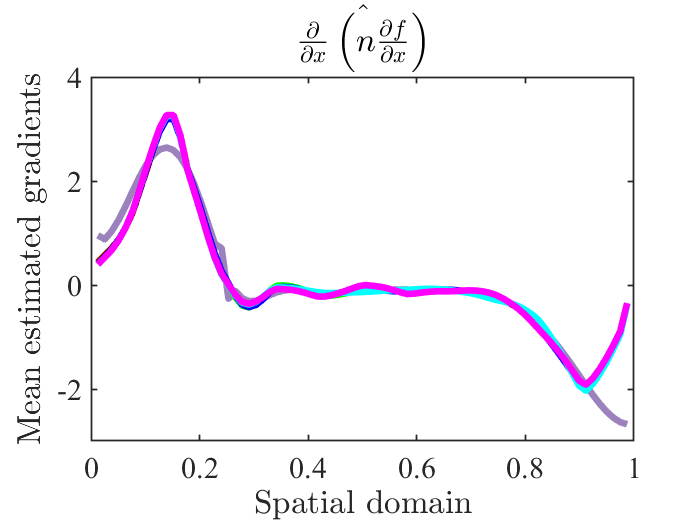 ∂/∂x (n̂ ∂f/∂x)
Mean estimated gradients
4
2
0
-2
0 0.2 0.4 0.6 0.8 1
Spatial domain